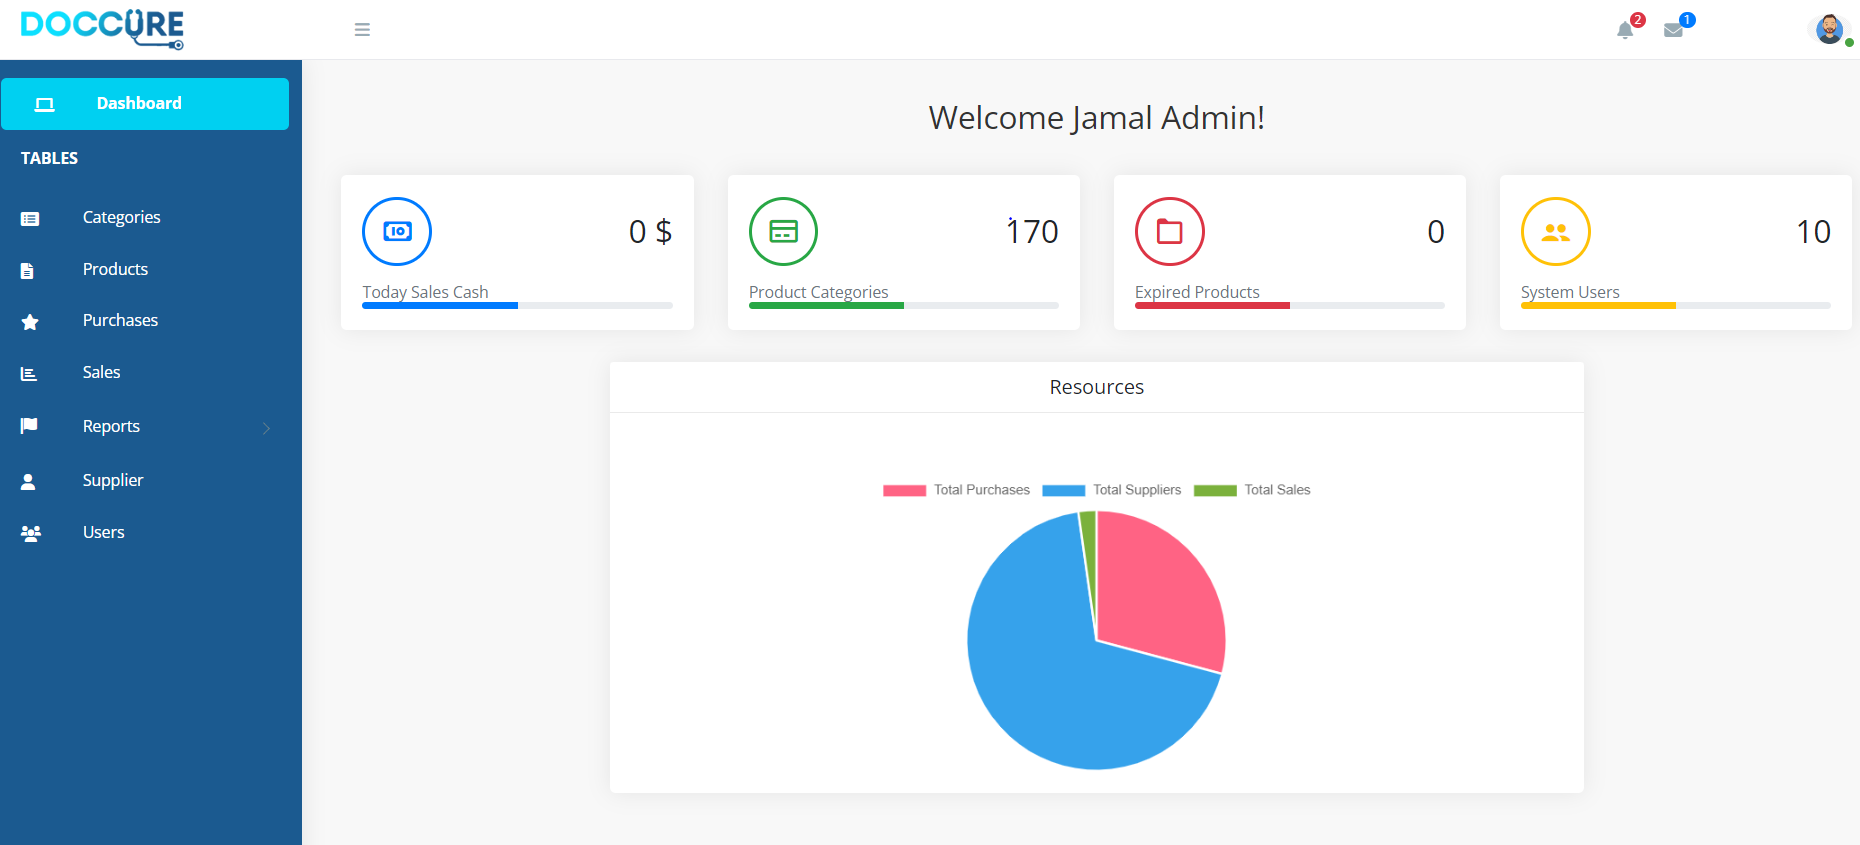 DOCCURE
2
1
Dashboard
TABLES
Categories
Products
Purchases
Sales
Reports
Supplier
Users
Welcome Jamal Admin!
0 $
Today Sales Cash
170
Product Categories
0
Expired Products
10
System Users
Resources
Total Purchases Total Suppliers Total Sales